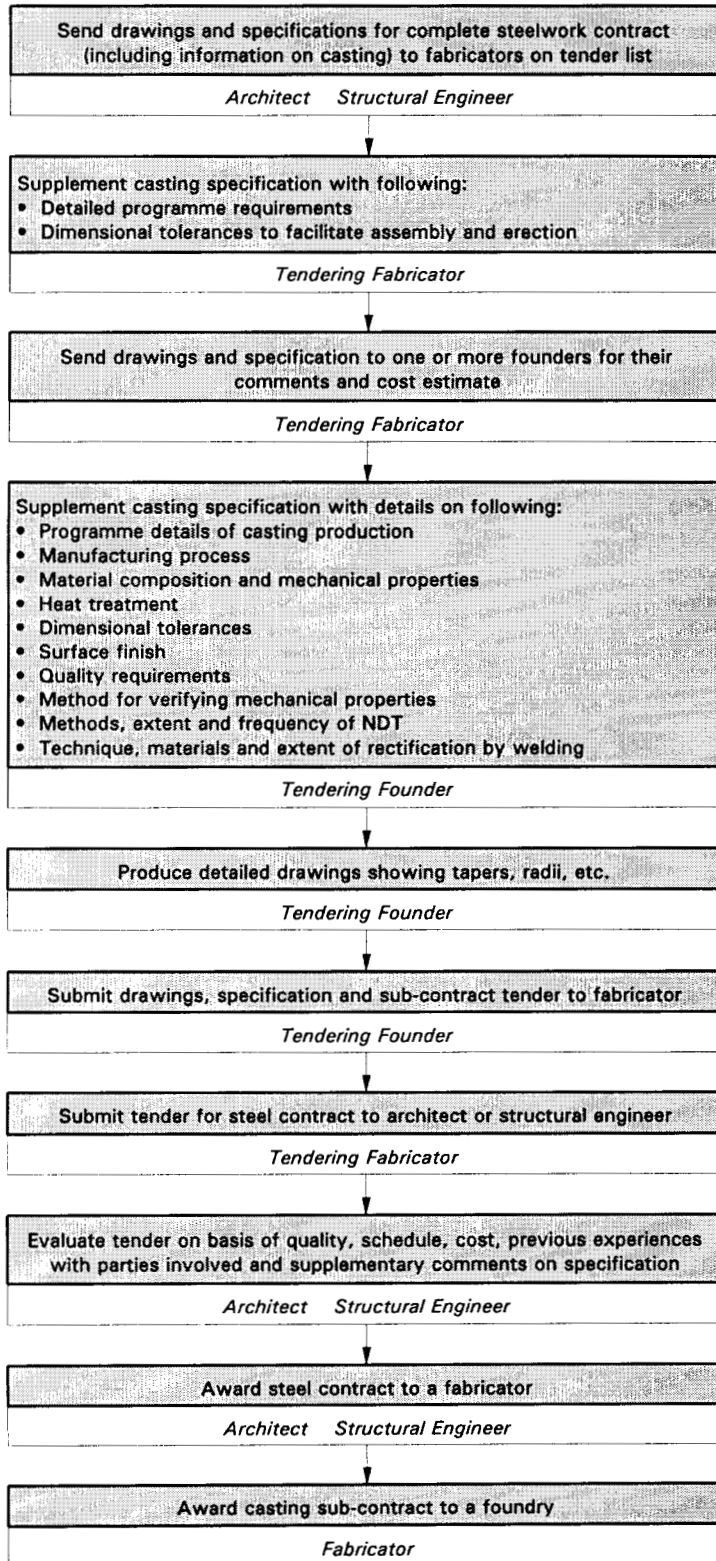 Send drawings and specifications for complete steelwork contract
(including information on casting) to fabricators on tender list
Architect Structural Engineer
Supplement casting specification with following:
• Detailed programme requirements
• Dimensional tolerances to facilitate assembly and erection
Tendering Fabricator
Send drawings and specification to one or more founders for their
comments and cost estimate
Tendering Fabricator
Supplement casting specification with details on following:
• Programme details of casting production
• Manufacturing process
• Material composition and mechanical properties
• Heat treatment
• Dimensional tolerances
• Surface finish
• Quality requirements
• Method for verifying mechanical properties
• Methods, extent and frequency of NDT
• Technique, materials and extent of rectification by welding
Tendering Founder
Produce detailed drawings showing tapers, radii, etc.
Tendering Founder
Submit drawings, specification and sub-contract tender to fabricator
Tendering Founder
Submit tender for steel contract to architect or structural engineer
Tendering Fabricator
Evaluate tender on basis of quality, schedule, cost, previous experiences
with parties involved and supplementary comments on specification
Architect Structural Engineer
Award steel contract to a fabricator
Architect Structural Engineer
Award casting sub-contract to a foundry
Fabricator